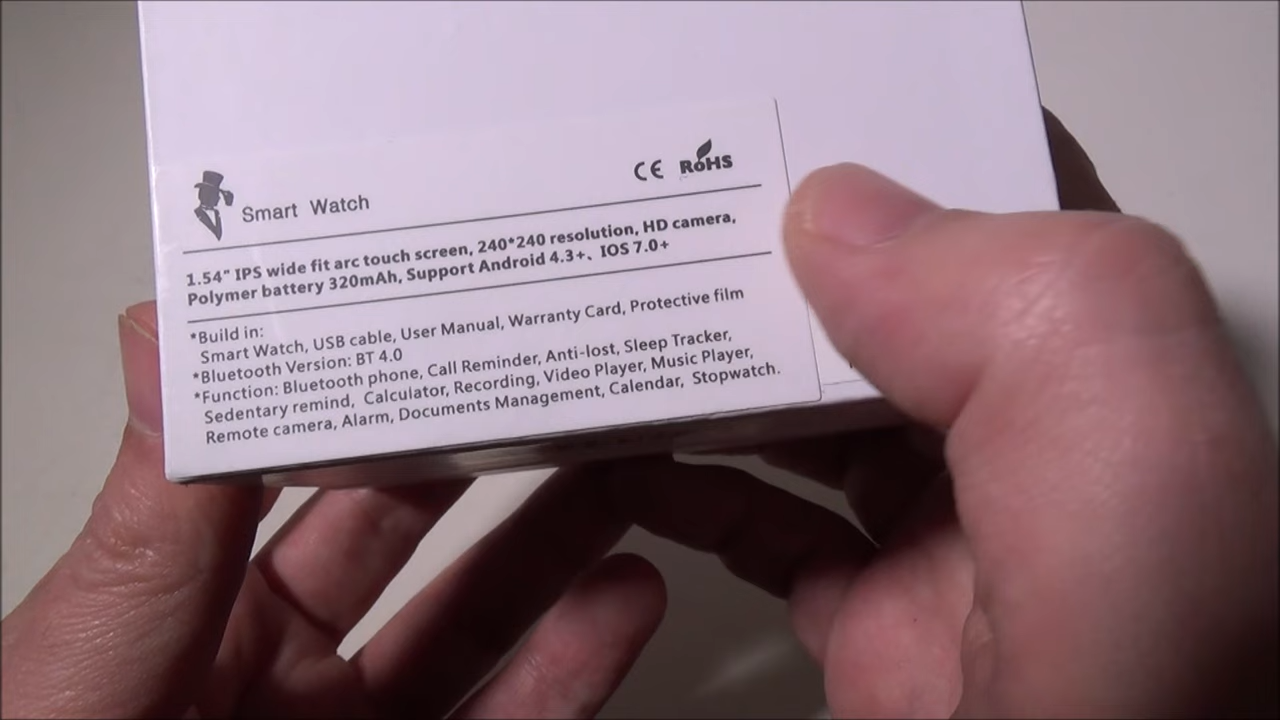 Smart Watch
CE RoHS
1.54" IPS wide fit arc touch screen, 240*240 resolution, HD camera,
Polymer battery 320mAh, Support Android 4.3+、IOS 7.0+
*Build in:
Smart Watch, USB cable, User Manual, Warranty Card, Protective film
*Bluetooth Version: BT 4.0
*Function: Bluetooth phone, Call Reminder, Anti-lost, Sleep Tracker,
Sedentary remind, Calculator, Recording, Video Player, Music Player,
Remote camera, Alarm, Documents Management, Calendar, Stopwatch.